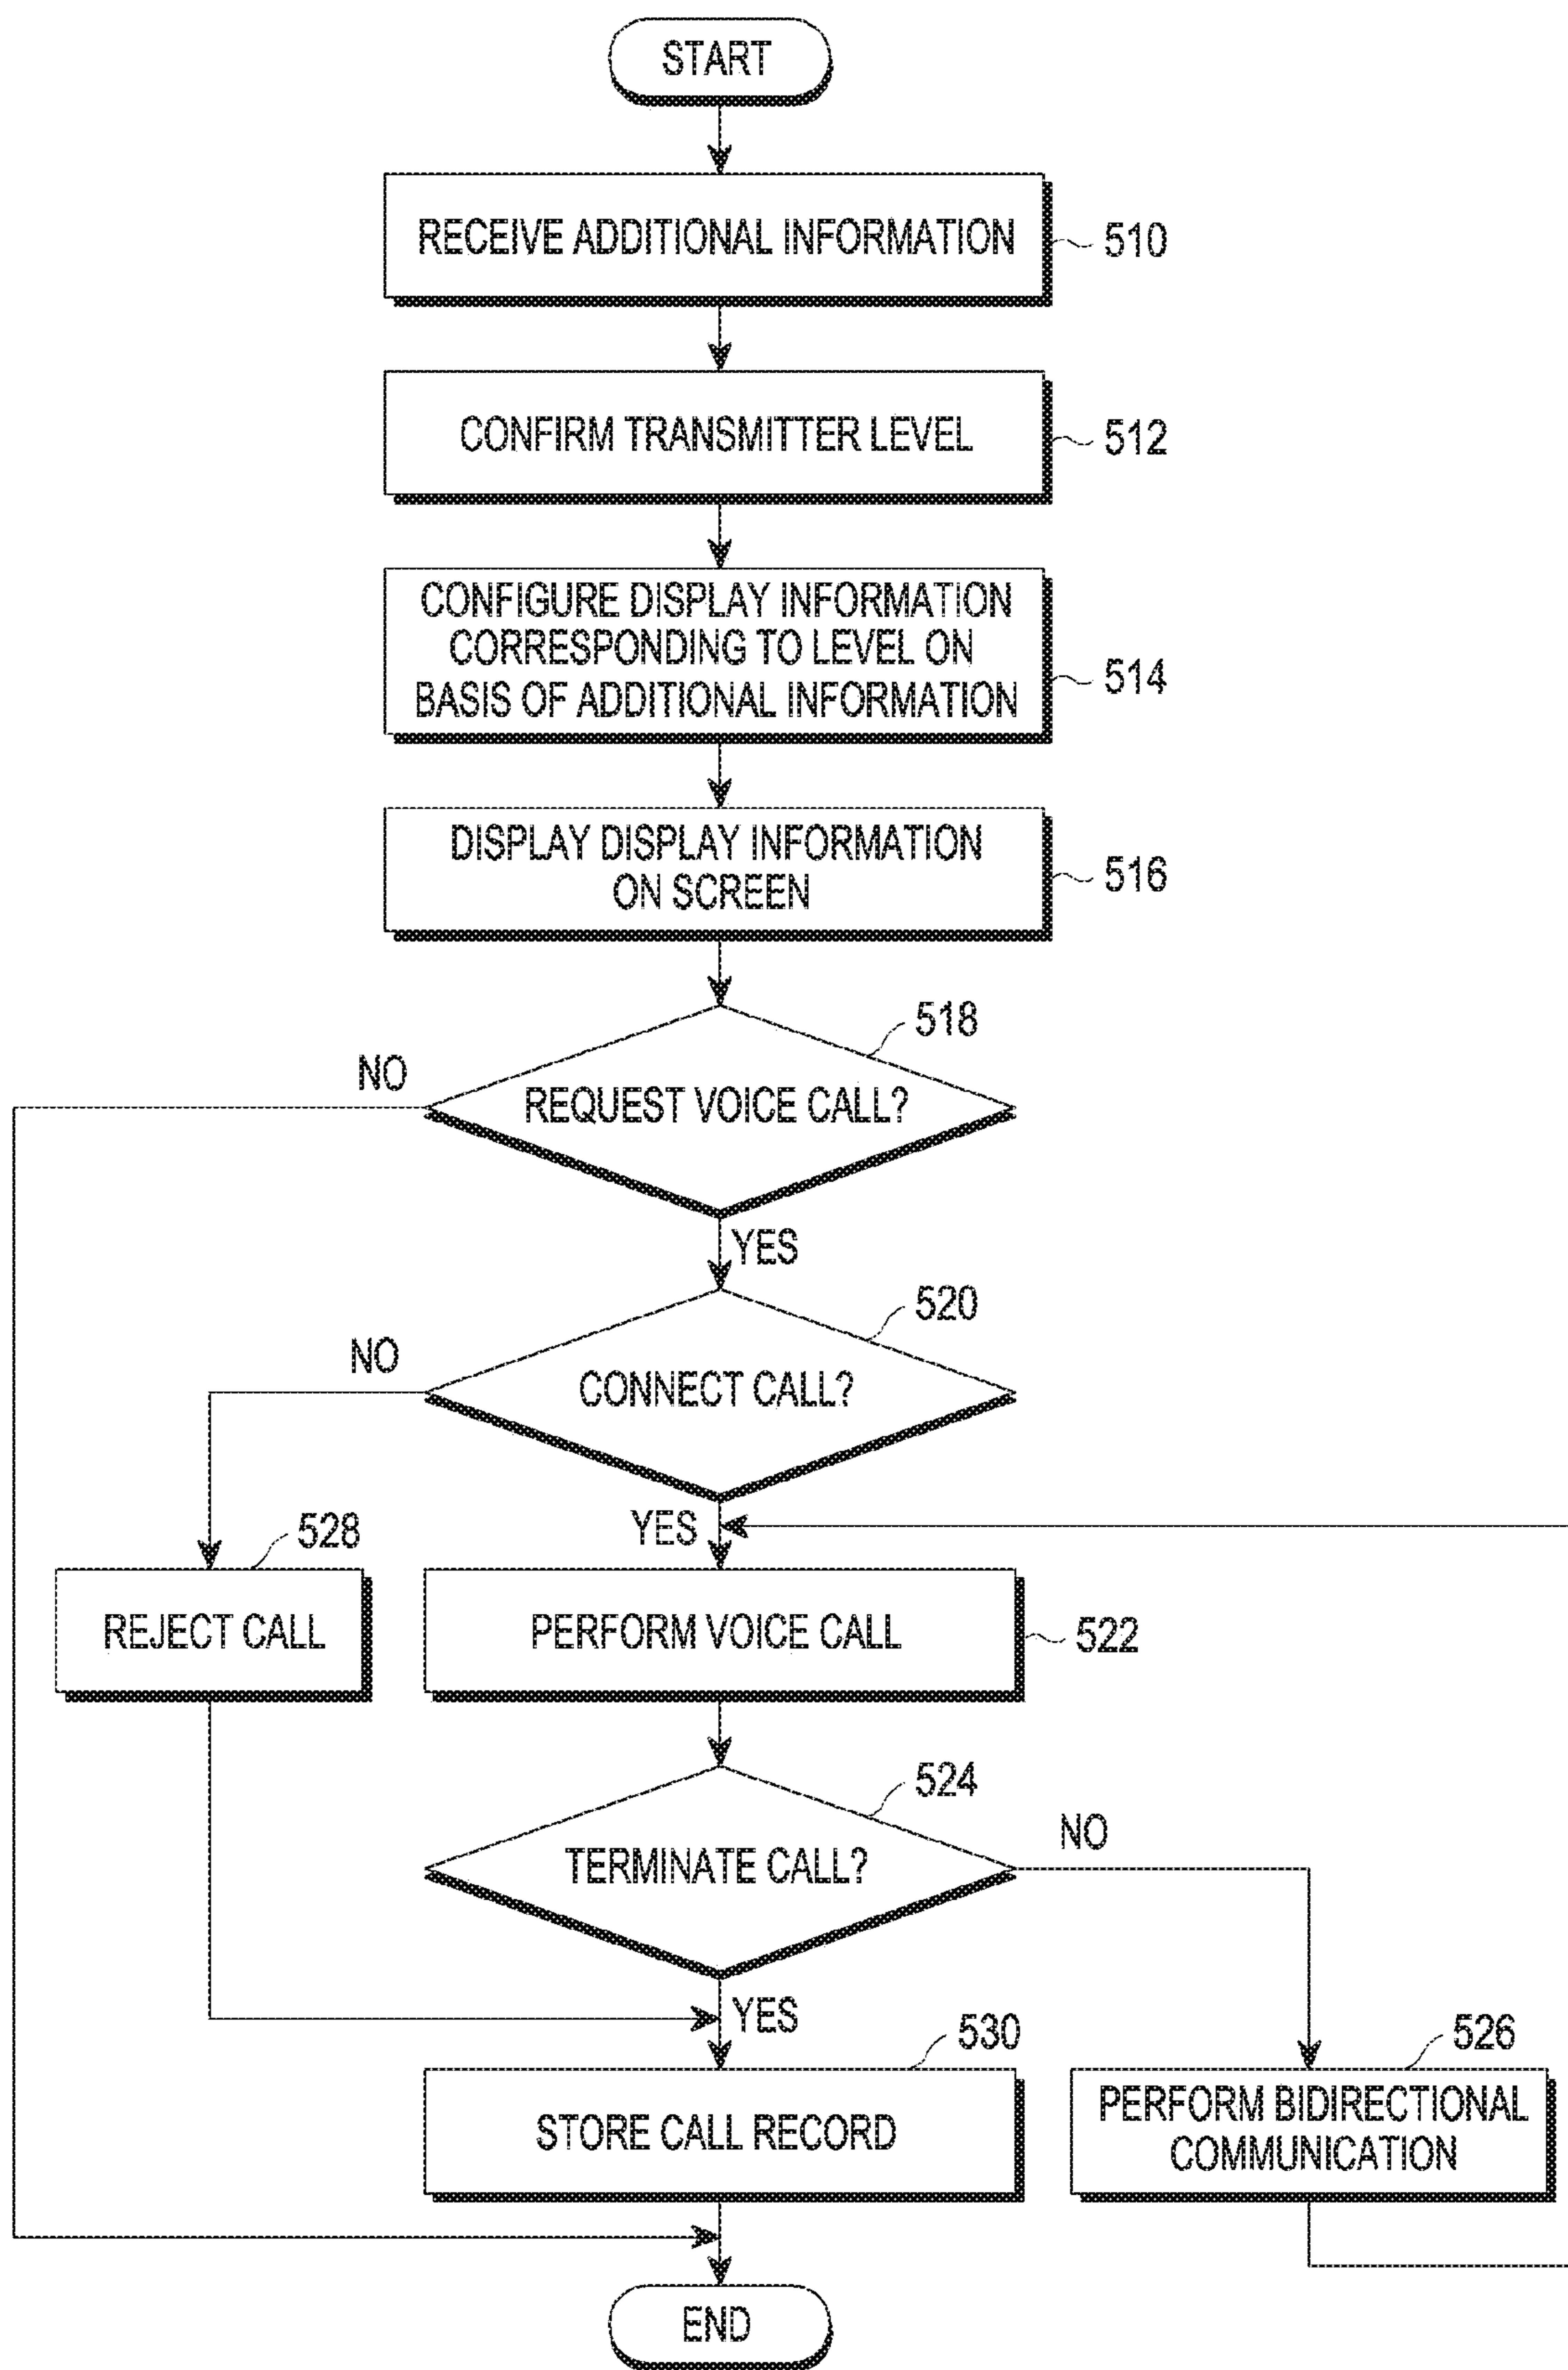 START
RECEIVE ADDITIONAL INFORMATION
510
CONFIRM TRANSMITTER LEVEL
512
CONFIGURE DISPLAY INFORMATION
CORRESPONDING TO LEVEL ON
BASIS OF ADDITIONAL INFORMATION
514
DISPLAY DISPLAY INFORMATION
ON SCREEN
516
518
NO
REQUEST VOICE CALL?
YES
520
NO
CONNECT CALL?
YES
528
REJECT CALL
PERFORM VOICE CALL
522
524
NO
TERMINATE CALL?
YES
530
526
STORE CALL RECORD
PERFORM BIDIRECTIONAL
COMMUNICATION
END